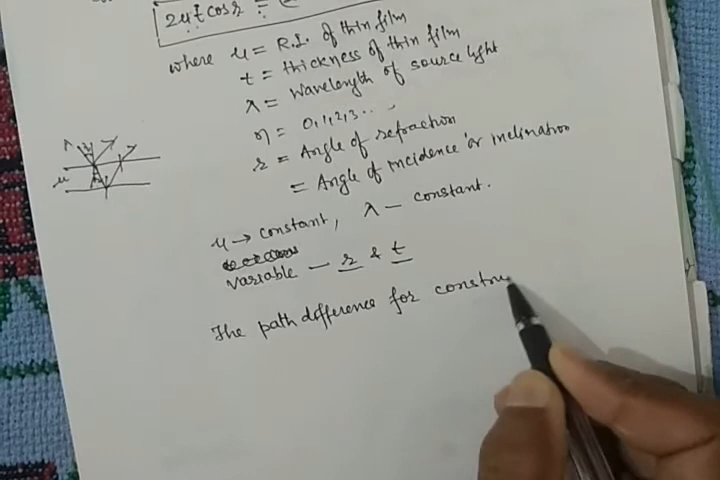 2μt cos r =
where μ = R.I. of thin film
t = thickness of thin film
λ = Wavelength of source light
n = 0,1,2,3...
r = Angle of refraction
= Angle of incidence or inclination
μ → constant, λ — constant.
variable — r & t
The path difference for constru
λ
μ